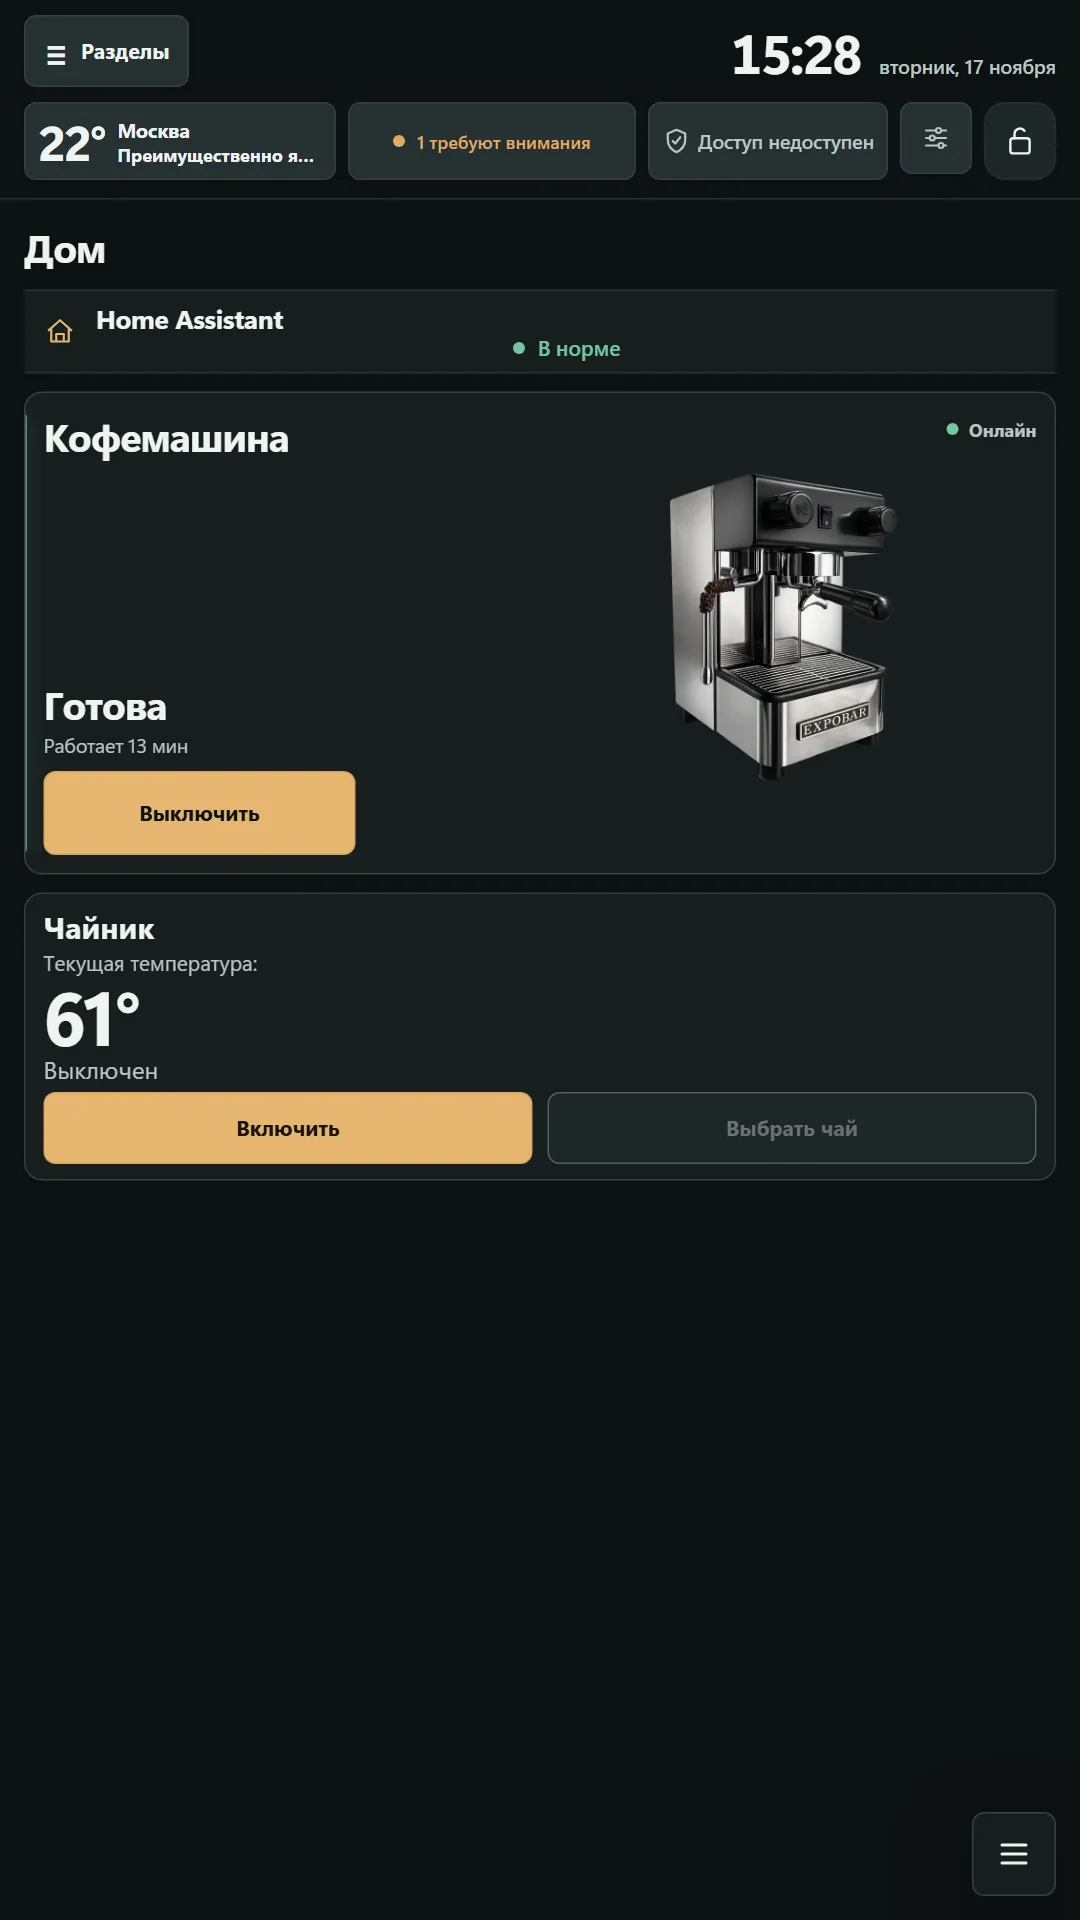 Разделы
15:28
вторник, 17 ноября
22°
Москва
Преимущественно я...
1 требуют внимания
Доступ недоступен
Дом
Home Assistant
В норме
Кофемашина
Онлайн
EXPOBAR
Готова
Работает 13 мин
Выключить
Чайник
Текущая температура:
61°
Выключен
Включить
Выбрать чай